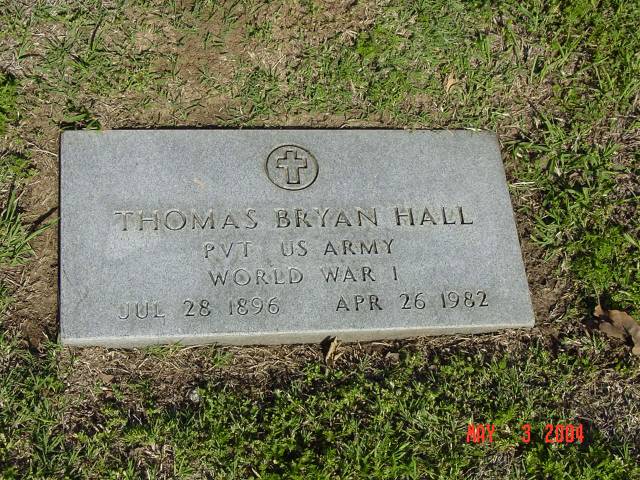 THOMAS BRYAN HALL
PVT US ARMY
WORLD WAR I
JUL 28 1896 APR 26 1982
MAY 3 2004